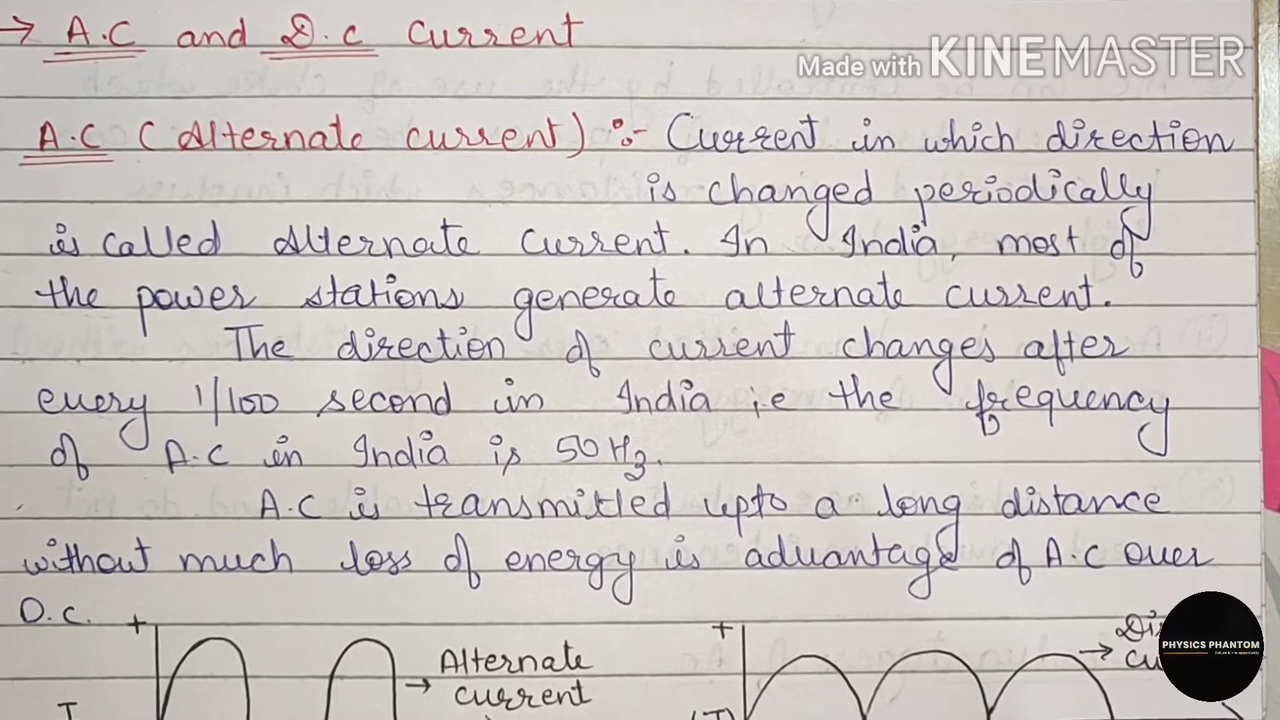 → A.C and D.C Current
Made with KINEMASTER
A.C (Alternate current) :- Current in which direction
is changed periodically
is called Alternate Current. In India, most of
the power stations generate alternate current.
The direction of current changes after
every 1/100 second in India i.e the frequency
of A.C in India is 50 Hz.
A.C is transmitted upto a long distance
without much loss of energy is advantage of A.C over
D.C.
+
+
→ Alternate
current
I
(I)
PHYSICS PHANTOM